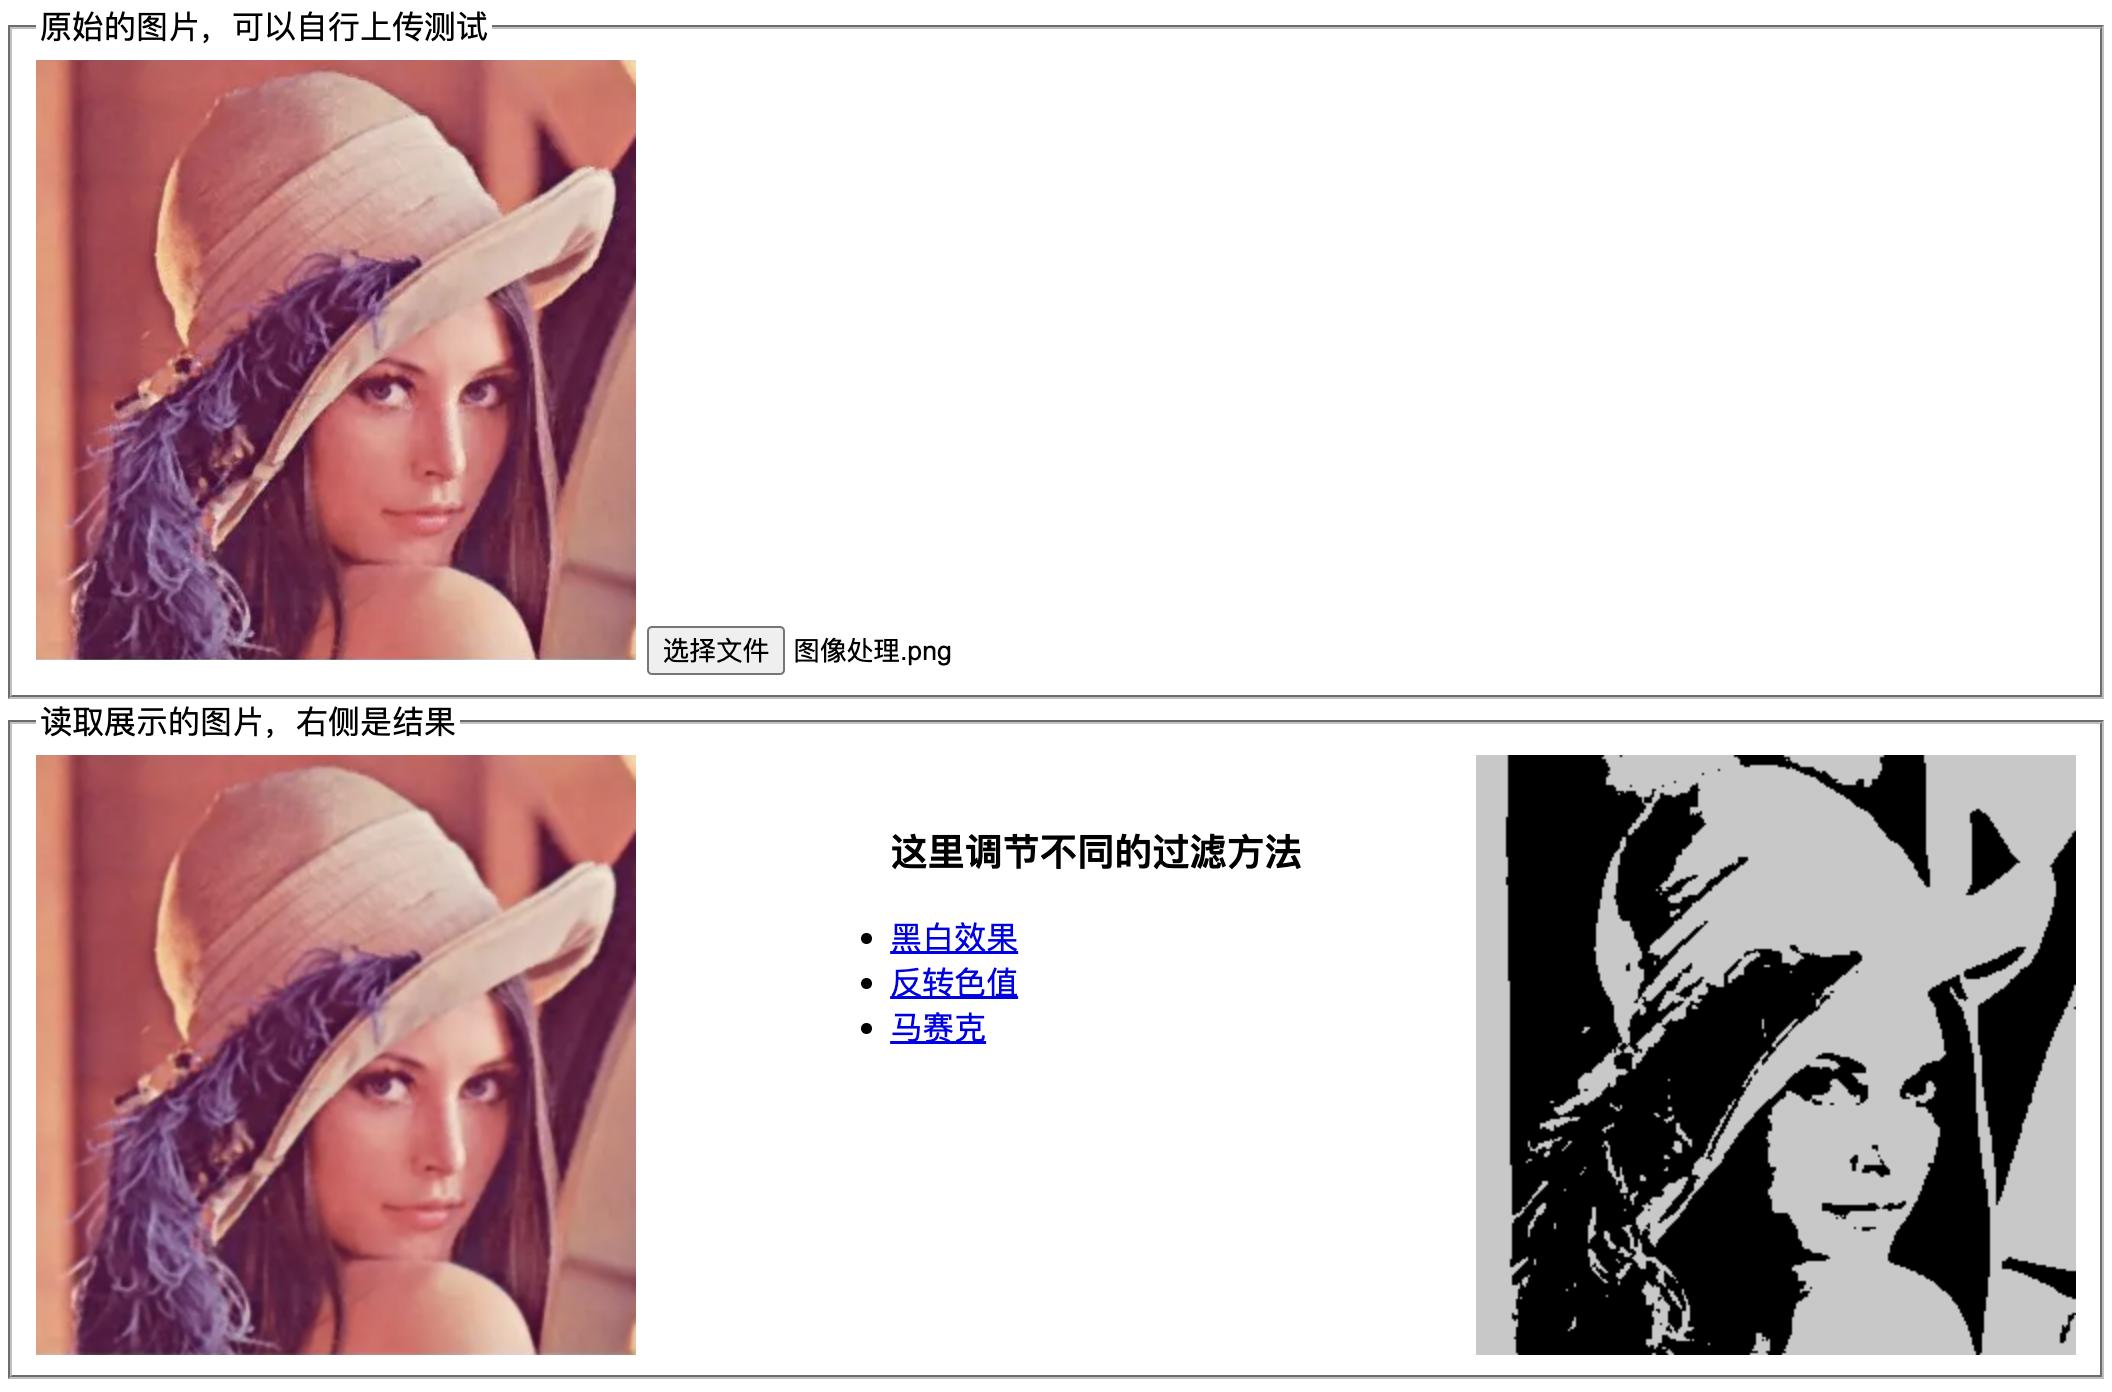 原始的图片，可以自行上传测试
选择文件 图像处理.png
读取展示的图片，右侧是结果
这里调节不同的过滤方法
黑白效果
反转色值
马赛克